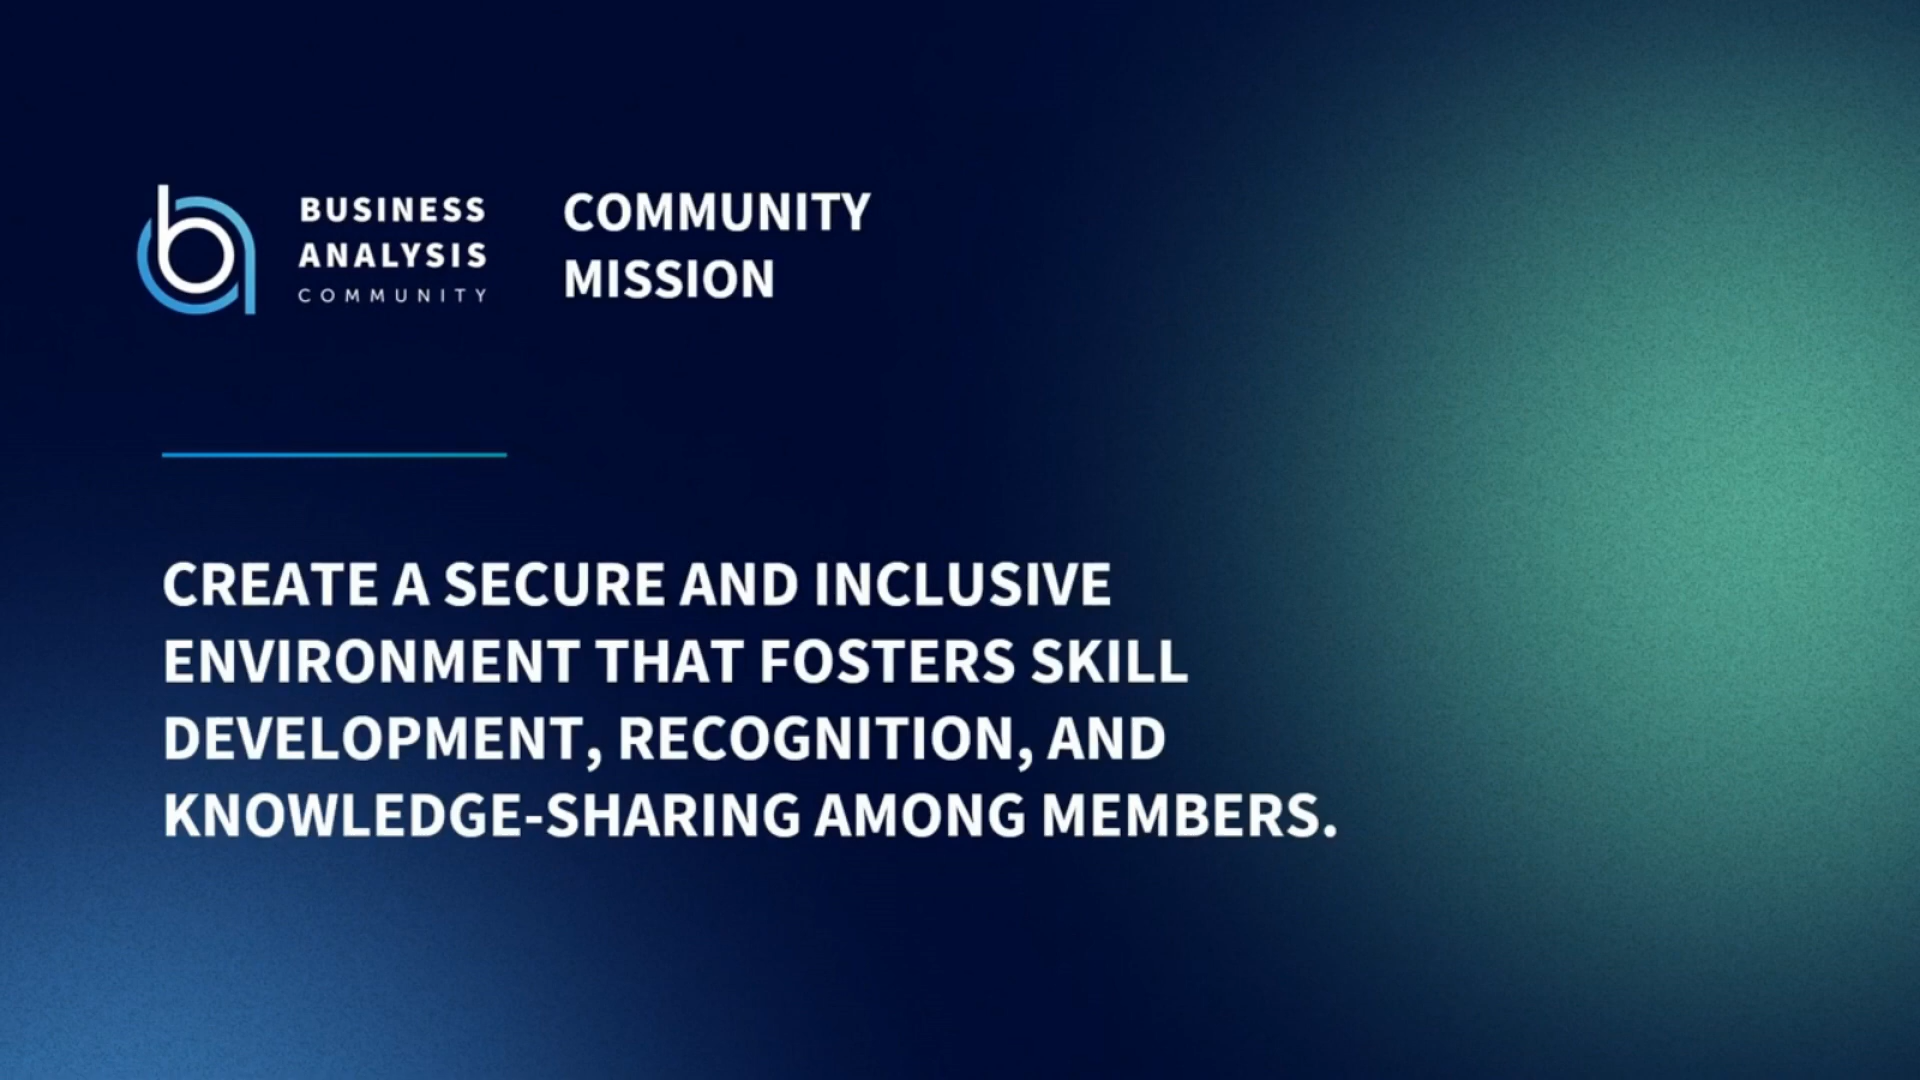 BUSINESS
ANALYSIS
COMMUNITY
COMMUNITY
MISSION
CREATE A SECURE AND INCLUSIVE
ENVIRONMENT THAT FOSTERS SKILL
DEVELOPMENT, RECOGNITION, AND
KNOWLEDGE-SHARING AMONG MEMBERS.